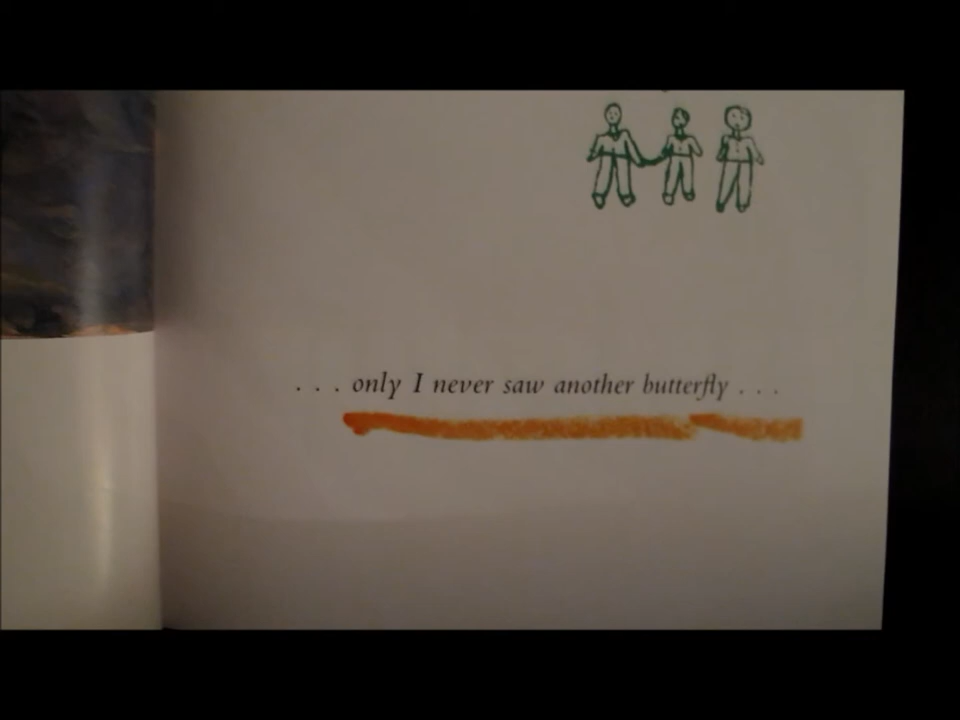 . . . only I never saw another butterfly . . .